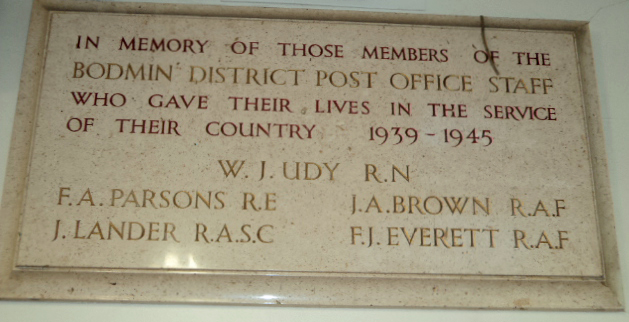 IN MEMORY OF THOSE MEMBERS OF THE
BODMIN DISTRICT POST OFFICE STAFF
WHO GAVE THEIR LIVES IN THE SERVICE
OF THEIR COUNTRY 1939-1945
W. J. UDY R.N
F.A. PARSONS R.E J.A.BROWN R.A.F
J. LANDER R.A.S.C F.J. EVERETT R.A.F